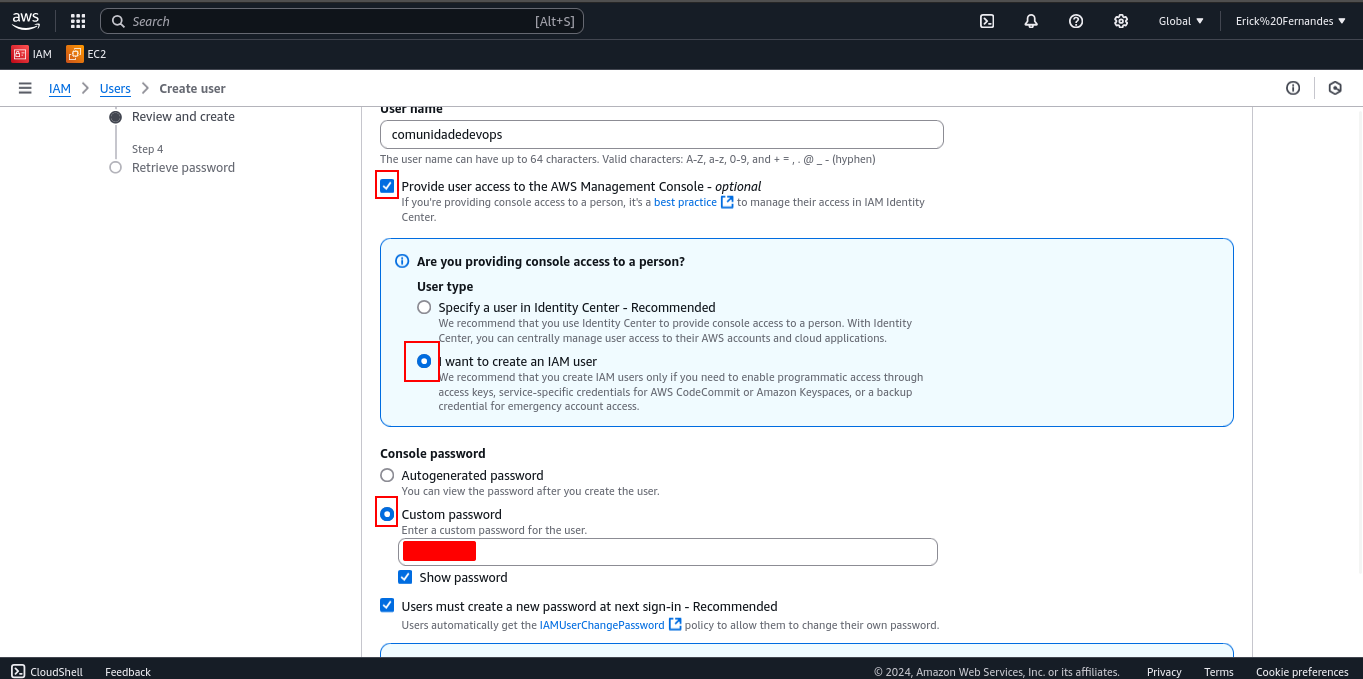 aws
Search
[Alt+S]
Global
Erick%20Fernandes
IAM
EC2
IAM
Users
Create user
Review and create
Step 4
Retrieve password
User name
comunidadedevops
The user name can have up to 64 characters. Valid characters: A-Z, a-z, 0-9, and + = , . @ _ - (hyphen)
Provide user access to the AWS Management Console - optional
If you're providing console access to a person, it's a best practice to manage their access in IAM Identity
Center.
Are you providing console access to a person?
User type
Specify a user in Identity Center - Recommended
We recommend that you use Identity Center to provide console access to a person. With Identity
Center, you can centrally manage user access to their AWS accounts and cloud applications.
I want to create an IAM user
We recommend that you create IAM users only if you need to enable programmatic access through
access keys, service-specific credentials for AWS CodeCommit or Amazon Keyspaces, or a backup
credential for emergency account access.
Console password
Autogenerated password
You can view the password after you create the user.
Custom password
Enter a custom password for the user.
Show password
Users must create a new password at next sign-in - Recommended
Users automatically get the IAMUserChangePassword policy to allow them to change their own password.
CloudShell
Feedback
© 2024, Amazon Web Services, Inc. or its affiliates.
Privacy
Terms
Cookie preferences